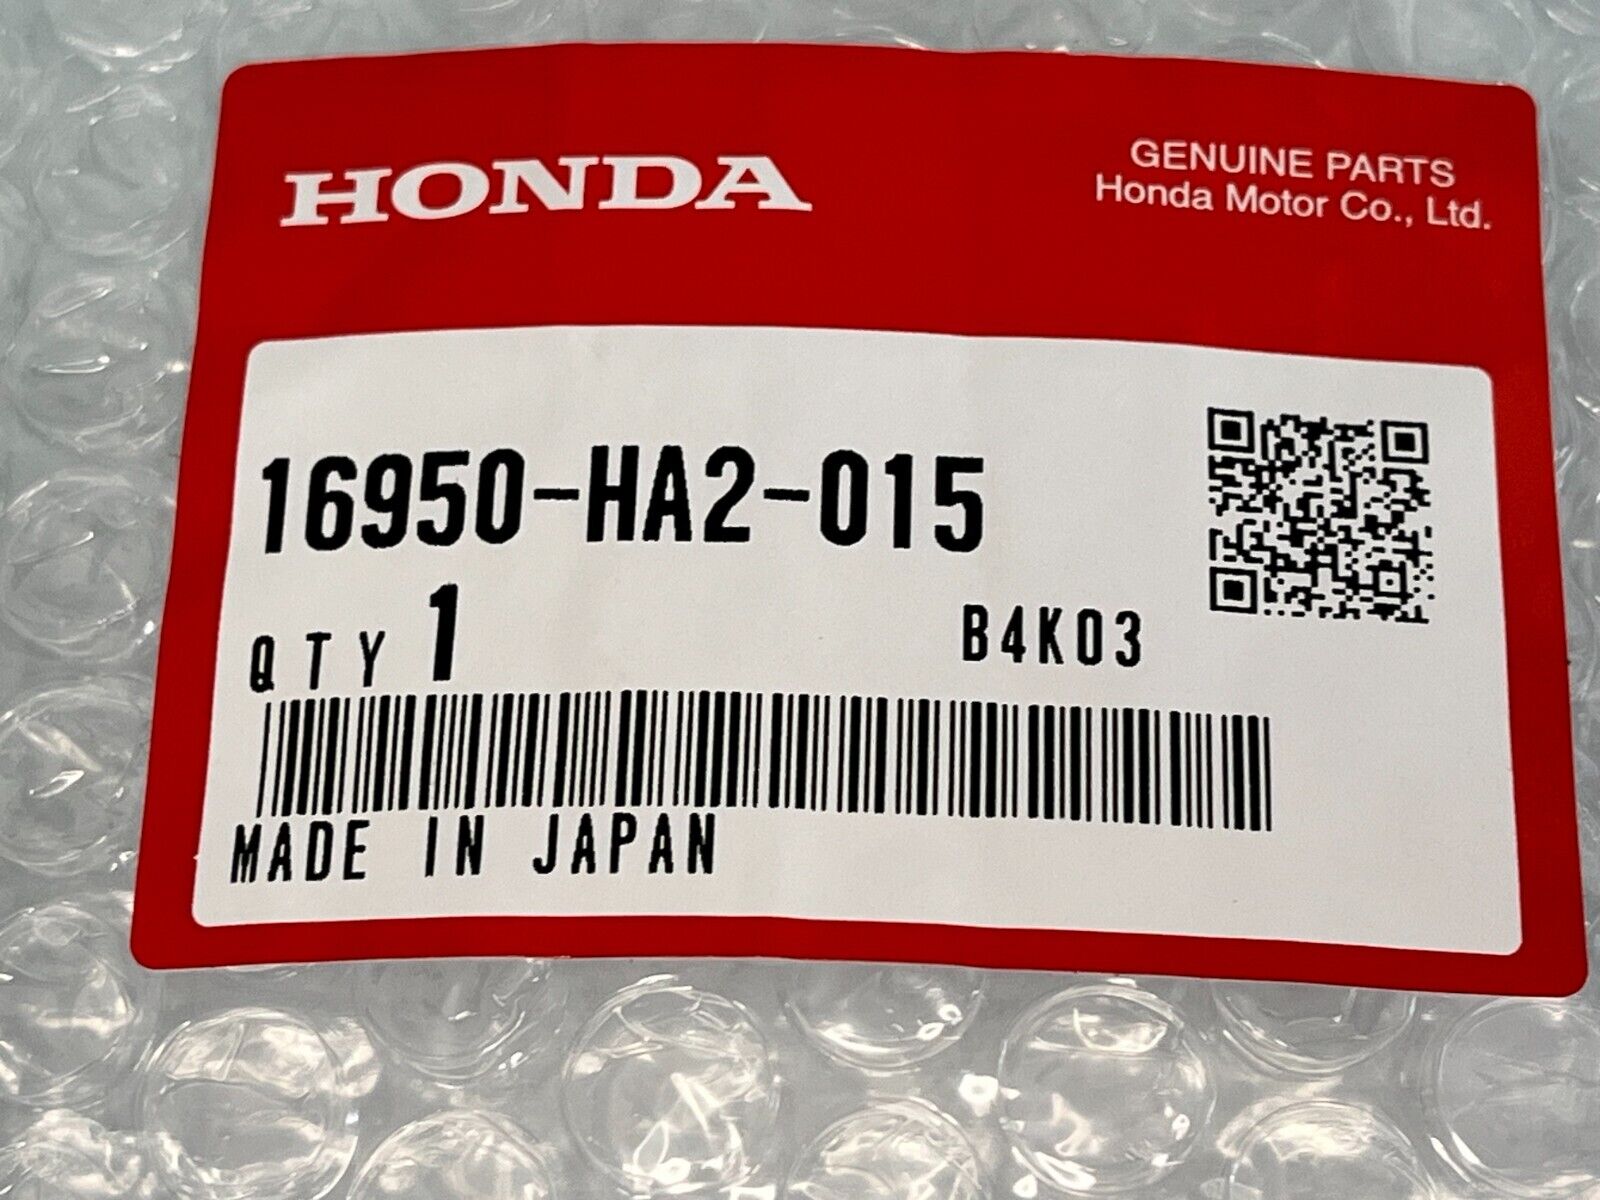 HONDA
GENUINE PARTS
Honda Motor Co., Ltd.
16950-HA2-015
QTY 1
B4K03
MADE IN JAPAN